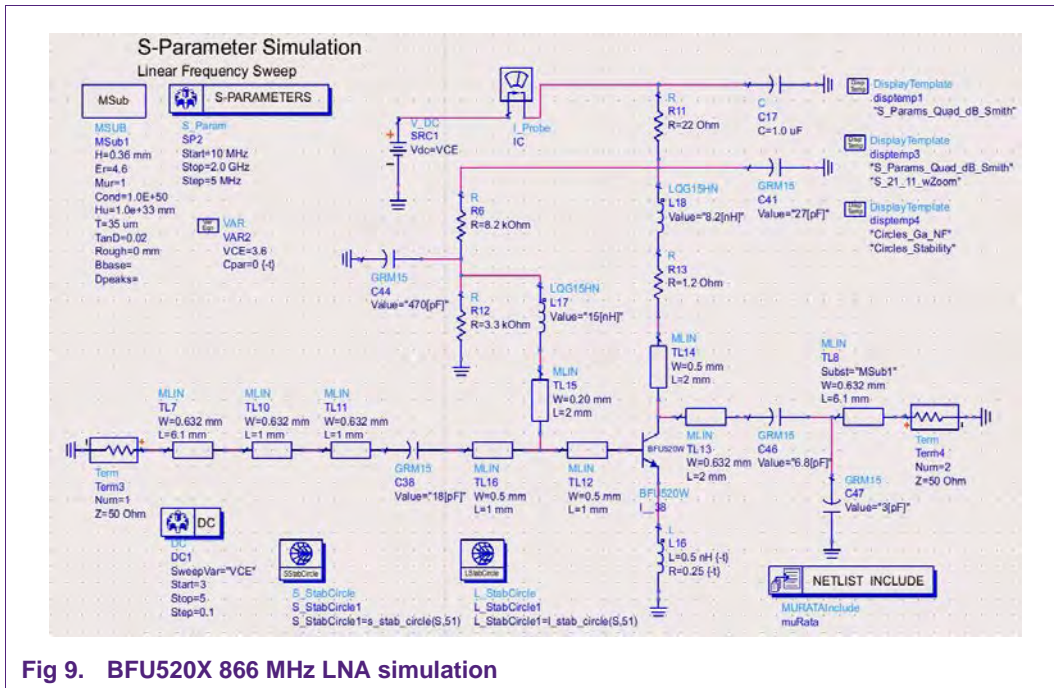 S-Parameter Simulation
Linear Frequency Sweep
MSub
MSUB
MSub1
H=0.36 mm
Er=4.6
Mur=1
Cond=1.0E+50
Hu=1.0e+33 mm
T=35 um
TanD=0.02
Rough=0 mm
Bbase=
Dpeaks=
S-PARAMETERS
S_Param
SP2
Start=10 MHz
Stop=2.0 GHz
Step=5 MHz
Var
Eqn
VAR
VAR2
VCE=3.6
Cpar=0 {-t}
V_DC
SRC1
Vdc=VCE
I_Probe
IC
R
R11
R=22 Ohm
C
C17
C=1.0 uF
Disp
Temp
DisplayTemplate
disptemp1
"S_Params_Quad_dB_Smith"
Disp
Temp
DisplayTemplate
disptemp3
"S_Params_Quad_dB_Smith"
"S_21_11_wZoom"
Disp
Temp
DisplayTemplate
disptemp4
"Circles_Ga_NF"
"Circles_Stability"
R
R6
R=8.2 kOhm
LQG15HN
L18
Value="8.2[nH]"
GRM15
C41
Value="27[pF]"
GRM15
C44
Value="470[pF]"
R
R12
R=3.3 kOhm
LQG15HN
L17
Value="15[nH]"
R
R13
R=1.2 Ohm
MLIN
TL14
W=0.5 mm
L=2 mm
MLIN
TL15
W=0.20 mm
L=2 mm
MLIN
TL8
Subst="MSub1"
W=0.632 mm
L=6.1 mm
MLIN
TL7
W=0.632 mm
L=6.1 mm
MLIN
TL10
W=0.632 mm
L=1 mm
MLIN
TL11
W=0.632 mm
L=1 mm
Term
Term3
Num=1
Z=50 Ohm
GRM15
C38
Value="18[pF]"
MLIN
TL16
W=0.5 mm
L=1 mm
MLIN
TL12
W=0.5 mm
L=1 mm
BFU520W
BFU520W
I__38
MLIN
TL13
W=0.632 mm
L=2 mm
GRM15
C46
Value="6.8[pF]"
GRM15
C47
Value="3[pF]"
Term
Term4
Num=2
Z=50 Ohm
L
L16
L=0.5 nH {-t}
R=0.25 {-t}
DC
DC
DC1
SweepVar="VCE"
Start=3
Stop=5
Step=0.1
SStabCircle
S_StabCircle
S_StabCircle1
S_StabCircle1=s_stab_circle(S,51)
LStabCircle
L_StabCircle
L_StabCircle1
L_StabCircle1=l_stab_circle(S,51)
NETLIST INCLUDE
MURATAInclude
muRata
Fig 9. BFU520X 866 MHz LNA simulation